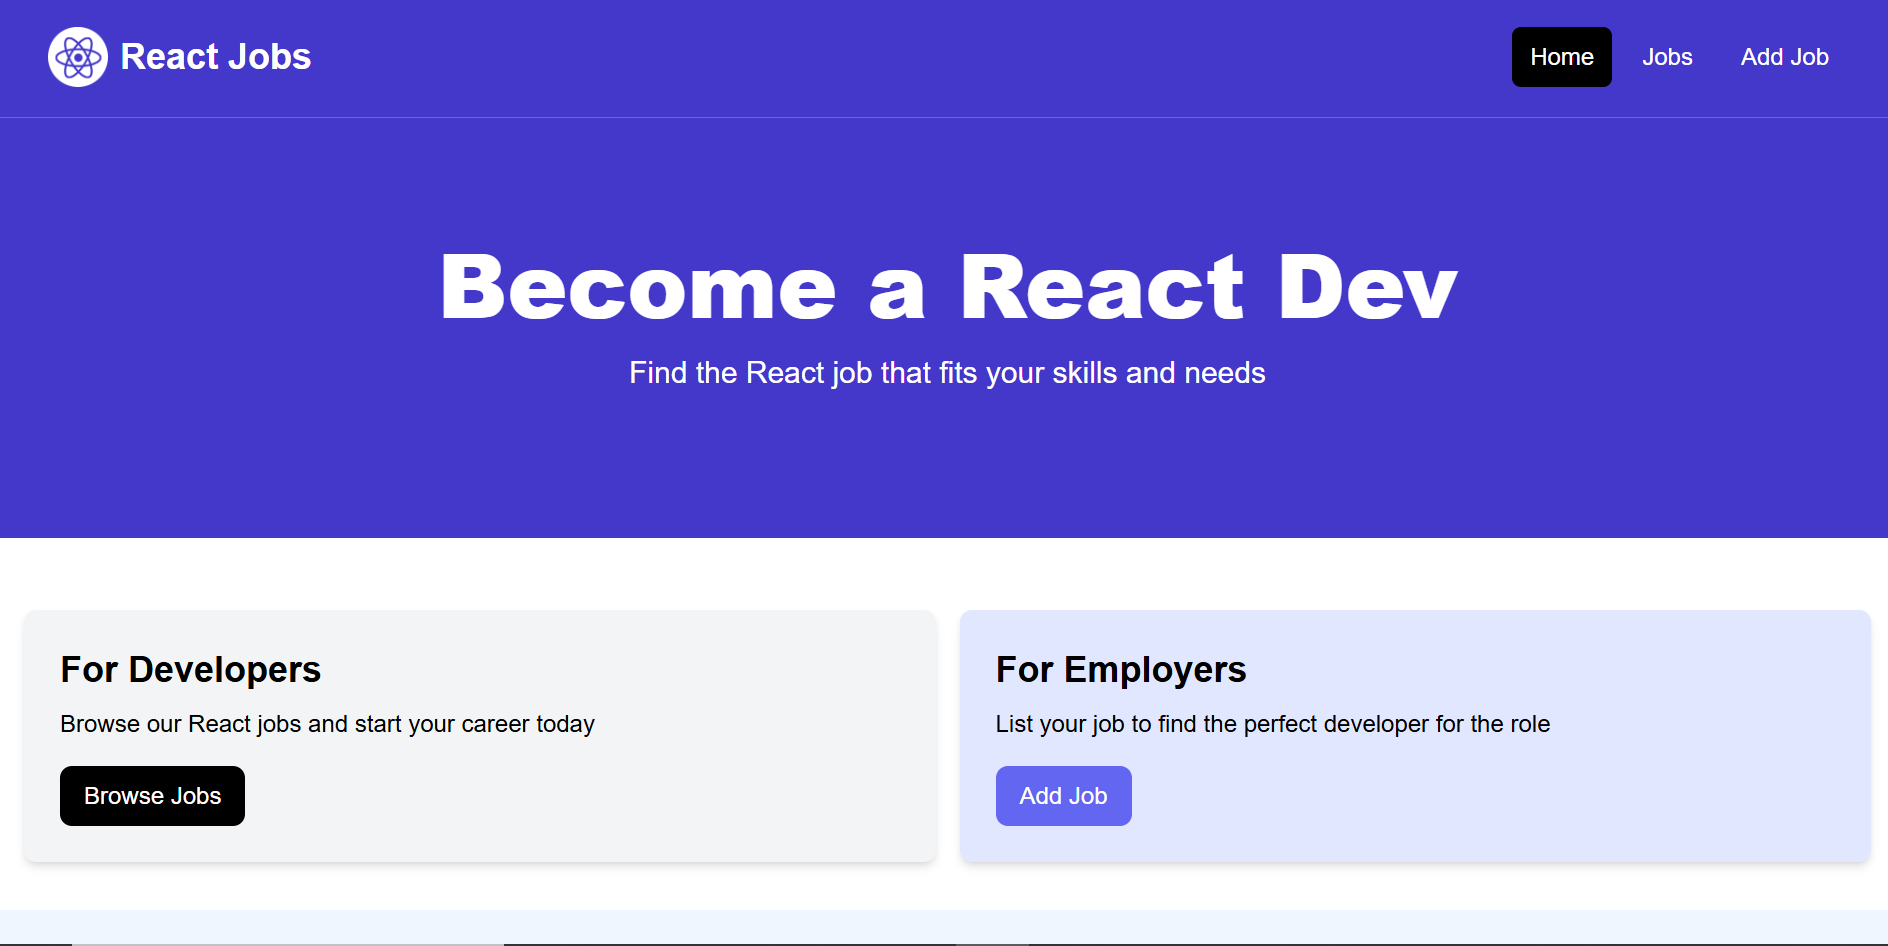 React Jobs
Home
Jobs
Add Job
Become a React Dev
Find the React job that fits your skills and needs
For Developers
Browse our React jobs and start your career today
Browse Jobs
For Employers
List your job to find the perfect developer for the role
Add Job